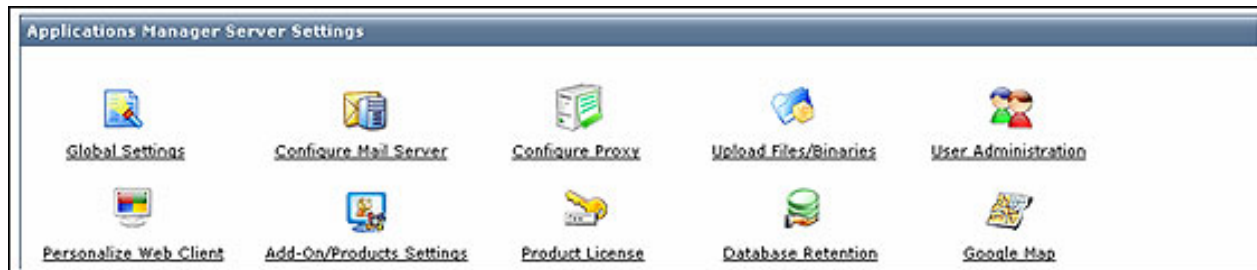 Applications Manager Server Settings
Global Settings Configure Mail Server Configure Proxy Upload Files/Binaries User Administration
Personalize Web Client Add-On/Products Settings Product License Database Retention Google Map